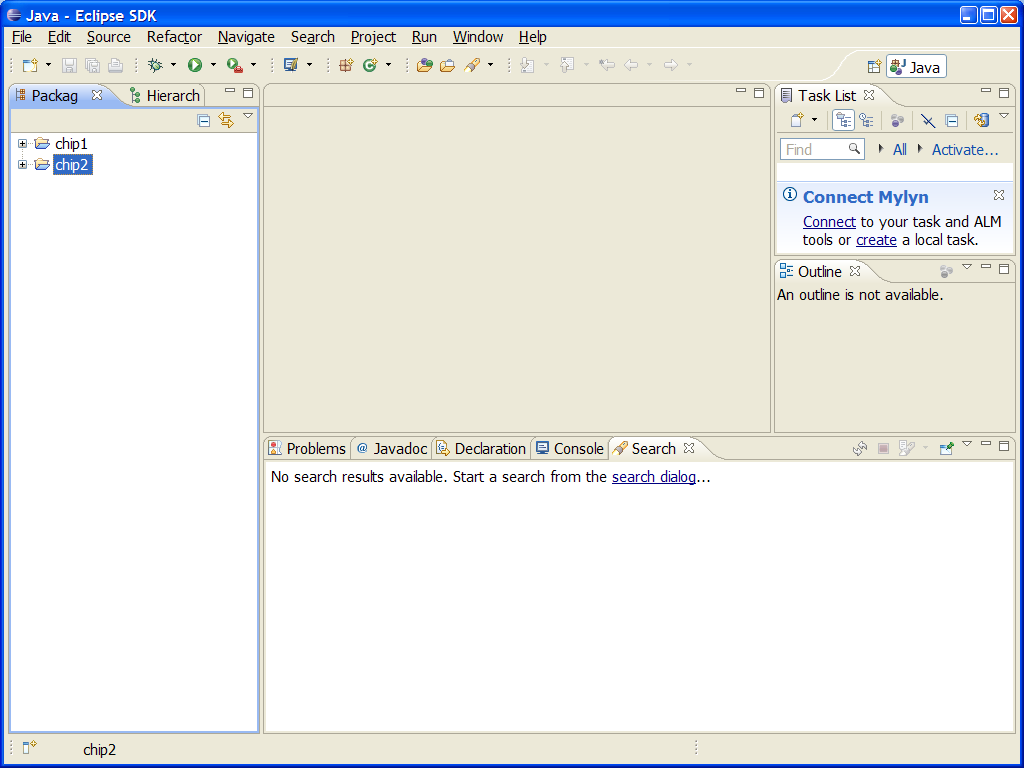 Java - Eclipse SDK
File Edit Source Refactor Navigate Search Project Run Window Help
Java
Packag Hierarch
chip1
chip2
Task List
Find All Activate...
Connect Mylyn
Connect to your task and ALM
tools or create a local task.
Outline
An outline is not available.
Problems @ Javadoc Declaration Console Search
No search results available. Start a search from the search dialog...
chip2